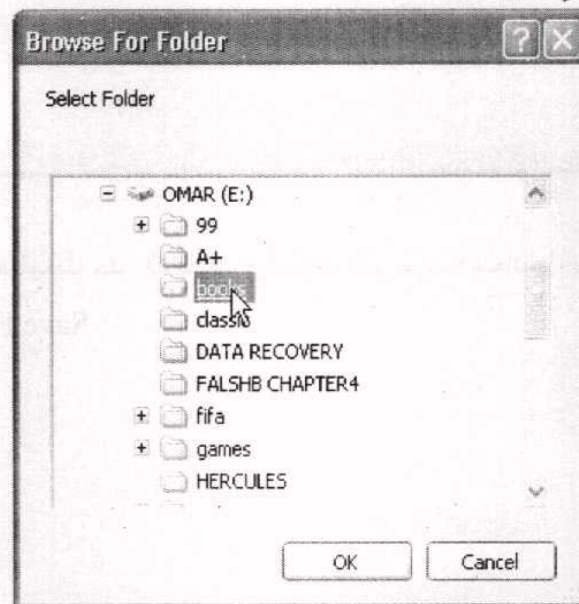 Browse For Folder
Select Folder
OMAR (E:)
99
A+
books
classic
DATA RECOVERY
FALSHB CHAPTER4
fifa
games
HERCULES
OK
Cancel